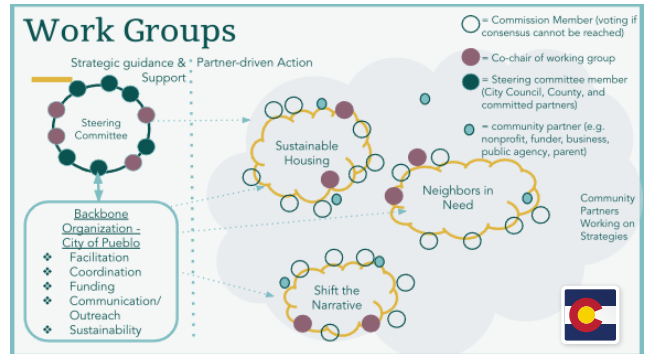 Work Groups
Strategic guidance &
Support
Partner-driven Action
= Commission Member (voting if
consensus cannot be reached)
= Co-chair of working group
= Steering committee member
(City Council, County, and
committed partners)
= community partner (e.g.
nonprofit, funder, business,
public agency, parent)
Steering
Committee
Sustainable
Housing
Neighbors in
Need
Community
Partners
Working on
Strategies
Backbone
Organization -
City of Pueblo
❖ Facilitation
❖ Coordination
❖ Funding
❖ Communication/
Outreach
❖ Sustainability
Shift the
Narrative